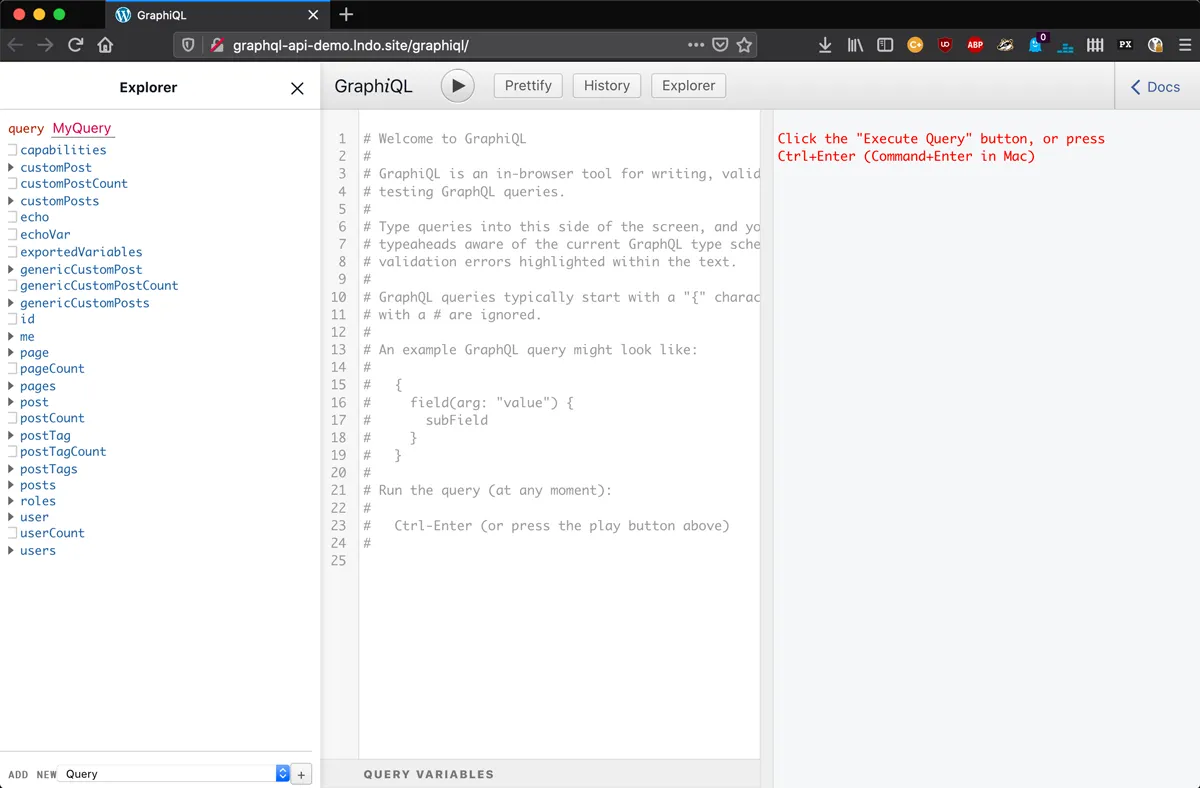 GraphiQL
graphql-api-demo.lndo.site/graphiql/
C+
UD
ABP
0
PX
Explorer
GraphiQL
Prettify
History
Explorer
Docs
query MyQuery
capabilities
customPost
customPostCount
customPosts
echo
echoVar
exportedVariables
genericCustomPost
genericCustomPostCount
genericCustomPosts
id
me
page
pageCount
pages
post
postCount
postTag
postTagCount
postTags
posts
roles
user
userCount
users
ADD NEW Query +
1 # Welcome to GraphiQL
2 #
3 # GraphiQL is an in-browser tool for writing, valid
4 # testing GraphQL queries.
5 #
6 # Type queries into this side of the screen, and yo
7 # typeaheads aware of the current GraphQL type sche
8 # validation errors highlighted within the text.
9 #
10 # GraphQL queries typically start with a "{" charac
11 # with a # are ignored.
12 #
13 # An example GraphQL query might look like:
14 #
15 #   {
16 #     field(arg: "value") {
17 #       subField
18 #     }
19 #   }
20 #
21 # Run the query (at any moment):
22 #
23 #   Ctrl-Enter (or press the play button above)
24 #
25
QUERY VARIABLES
Click the "Execute Query" button, or press
Ctrl+Enter (Command+Enter in Mac)